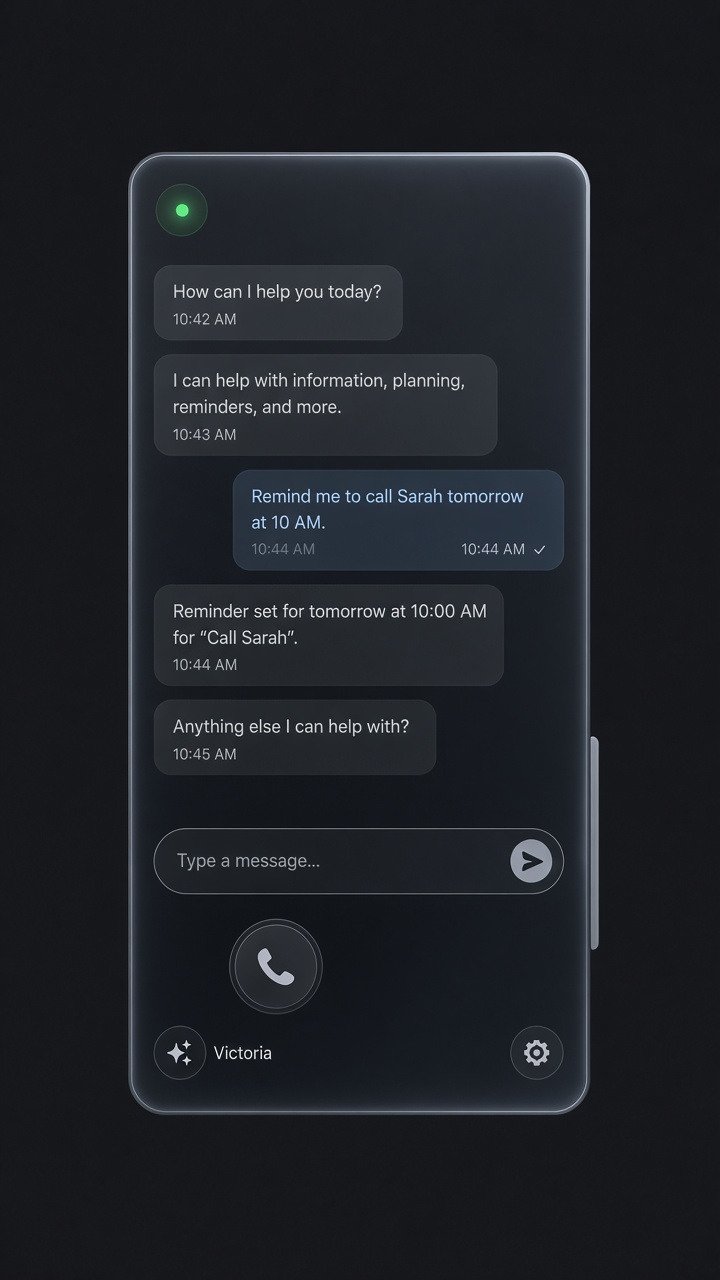 How can I help you today?
10:42 AM
I can help with information, planning,
reminders, and more.
10:43 AM
Remind me to call Sarah tomorrow
at 10 AM.
10:44 AM 10:44 AM
Reminder set for tomorrow at 10:00 AM
for “Call Sarah”.
10:44 AM
Anything else I can help with?
10:45 AM
Type a message...
Victoria